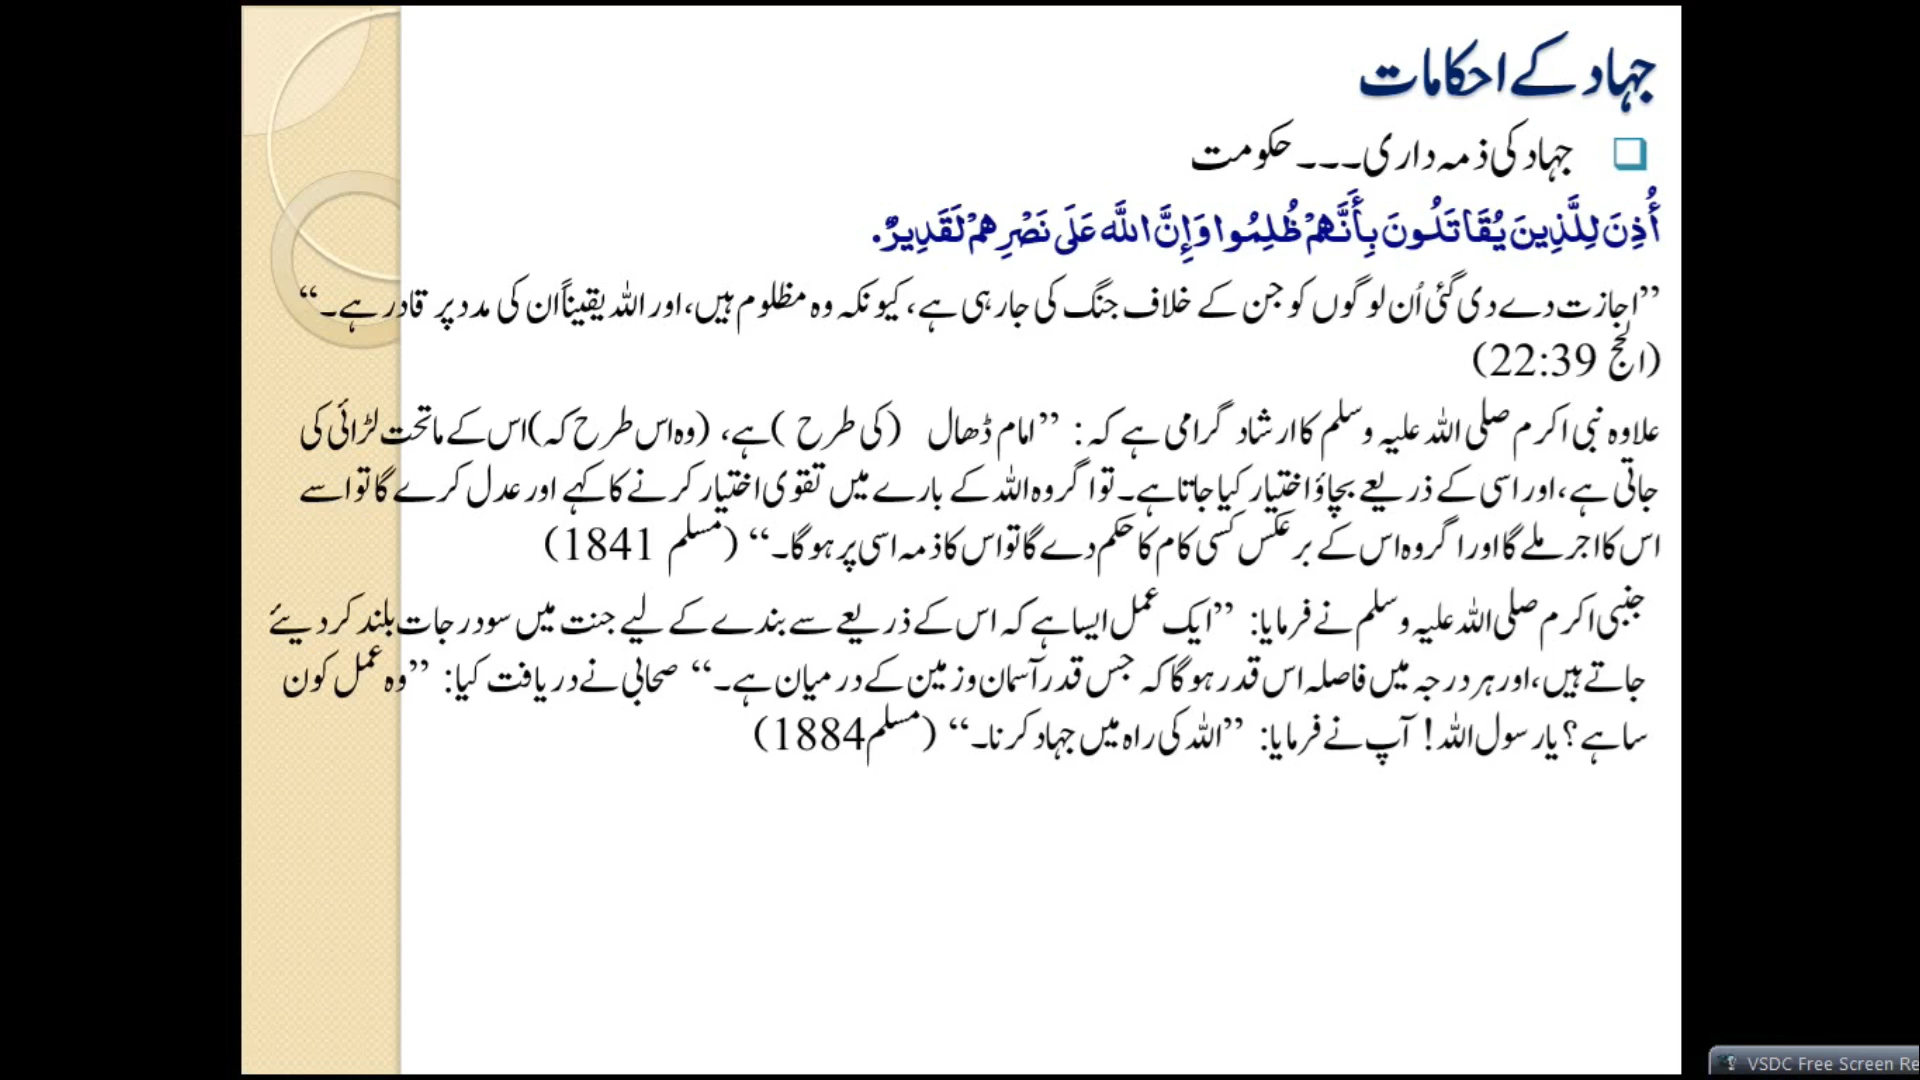 جہاد کے احکامات
جہاد کی ذمہ داری۔۔۔ حکومت
أُذِنَ لِلَّذِينَ يُقَاتَلُونَ بِأَنَّهُمْ ظُلِمُوا وَإِنَّ اللَّهَ عَلَى نَصْرِهِمْ لَقَدِيرٌ.
’’اجازت دے دی گئی اُن لوگوں کو جن کے خلاف جنگ کی جارہی ہے، کیونکہ وہ مظلوم ہیں، اور اللہ یقیناً ان کی مدد پر قادر ہے۔‘‘
(الحج 22:39)
علاوہ نبی اکرم صلی اللہ علیہ وسلم کا ارشاد گرامی ہے کہ: ’’امام ڈھال (کی طرح) ہے، (وہ اس طرح کہ) اس کے ماتحت لڑائی کی
جاتی ہے، اور اسی کے ذریعے بچاؤ اختیار کیا جاتا ہے۔ تو اگر وہ اللہ کے بارے میں تقوی اختیار کرنے کا کہے اور عدل کرے گا تو اسے
اس کا اجر ملے گا اور اگر وہ اس کے برعکس کسی کام کا حکم دے گا تو اس کا ذمہ اسی پر ہو گا۔‘‘ (مسلم 1841)
جنبی اکرم صلی اللہ علیہ وسلم نے فرمایا: ’’ایک عمل ایسا ہے کہ اس کے ذریعے سے بندے کے لیے جنت میں سو درجات بلند کر دیئے
جاتے ہیں، اور ہر درجہ میں فاصلہ اس قدر ہو گا کہ جس قدر آسمان و زمین کے درمیان ہے۔‘‘ صحابی نے دریافت کیا: ’’وہ عمل کون
سا ہے؟ یا رسول اللہ! آپ نے فرمایا: ’’اللہ کی راہ میں جہاد کرنا۔‘‘ (مسلم 1884)
VSDC Free Screen Re